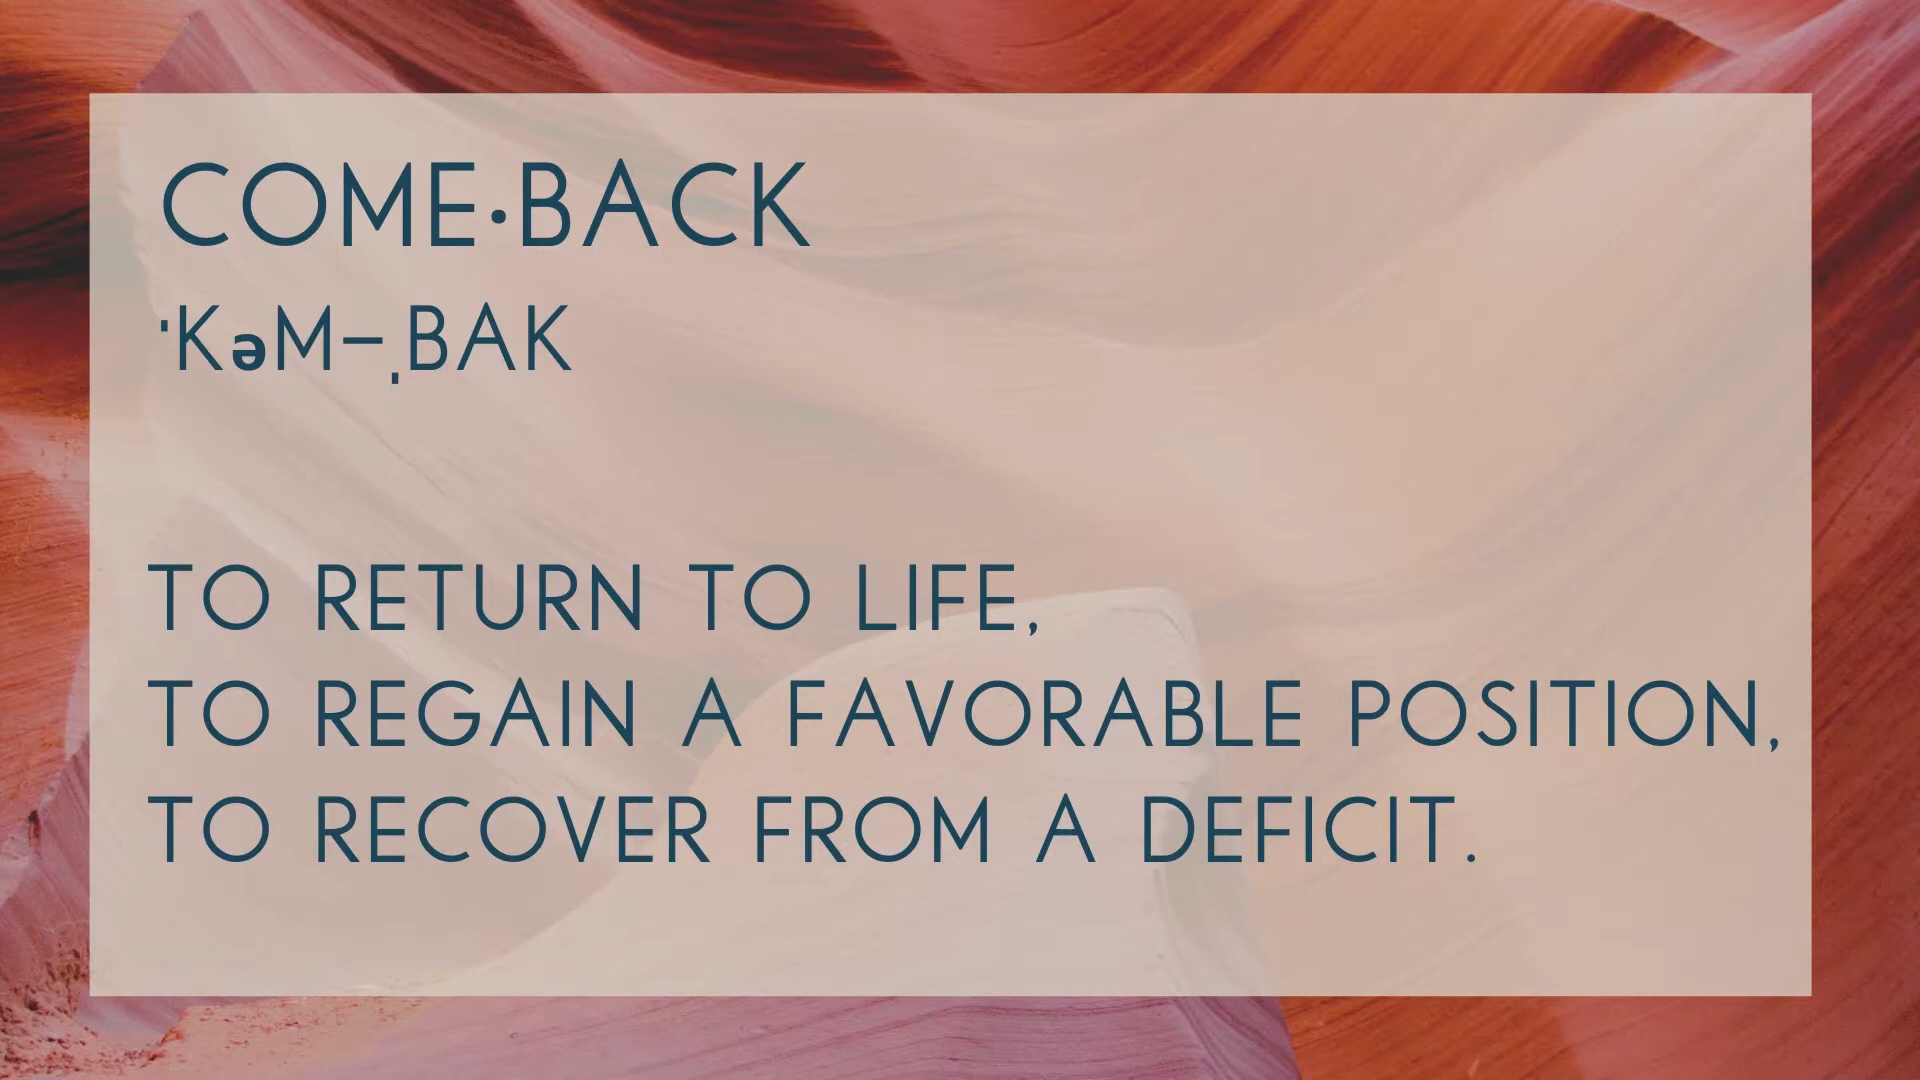 COME·BACK
ˈKəM–ˌBAK
TO RETURN TO LIFE,
TO REGAIN A FAVORABLE POSITION,
TO RECOVER FROM A DEFICIT.